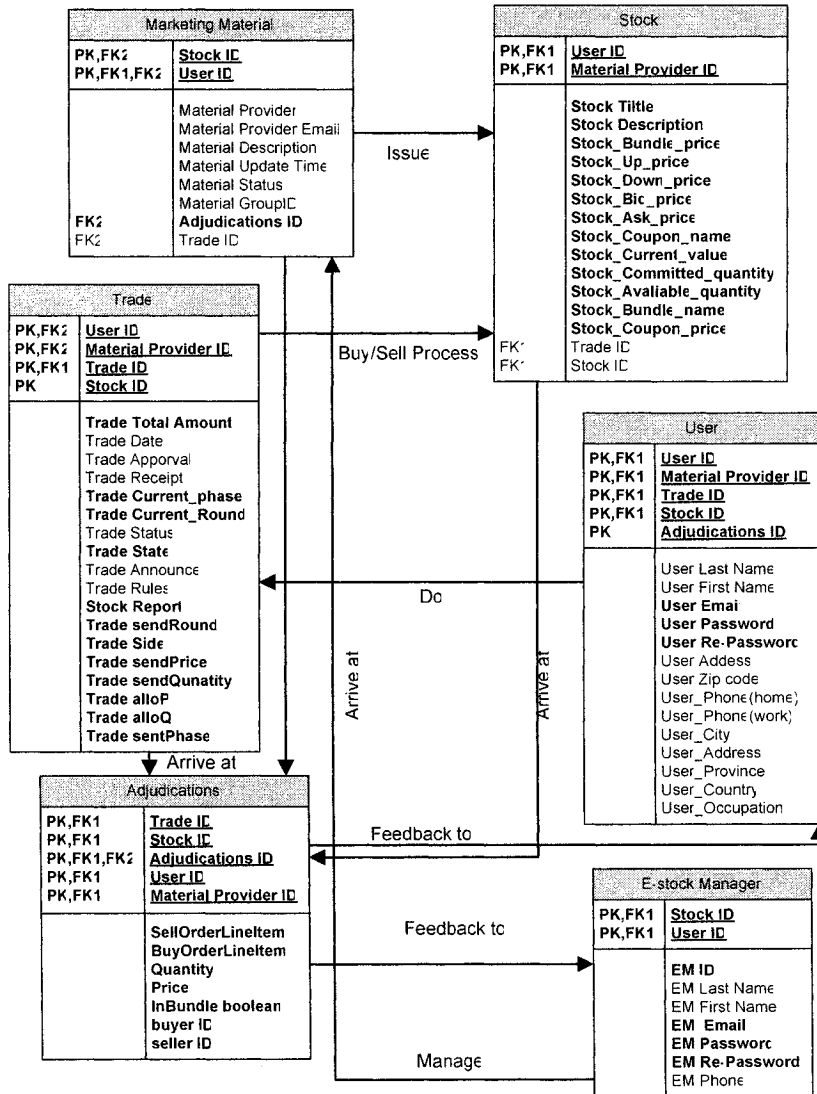 Marketing Material
PK,FK2 Stock ID
PK,FK1,FK2 User ID
Material Provider
Material Provider Email
Material Description
Material Update Time
Material Status
Material GroupID
FK2 Adjudications ID
FK2 Trade ID
Issue
Stock
PK,FK1 User ID
PK,FK1 Material Provider ID
Stock Tiltle
Stock Description
Stock_Bundle_price
Stock_Up_price
Stock_Down_price
Stock_Bic_price
Stock_Ask_price
Stock_Coupon_name
Stock_Current_value
Stock_Committed_quantity
Stock_Avaliable_quantity
Stock_Bundle_name
Stock_Coupon_price
FK1 Trade ID
FK1 Stock ID
Trade
PK,FK2 User ID
PK,FK2 Material Provider ID
PK,FK1 Trade ID
PK Stock ID
Trade Total Amount
Trade Date
Trade Apporval
Trade Receipt
Trade Current_phase
Trade Current_Round
Trade Status
Trade State
Trade Announce
Trade Rules
Stock Report
Trade sendRound
Trade Side
Trade sendPrice
Trade sendQunatity
Trade alloP
Trade alloQ
Trade sentPhase
Buy/Sell Process
User
PK,FK1 User ID
PK,FK1 Material Provider ID
PK,FK1 Trade ID
PK,FK1 Stock ID
PK Adjudications ID
User Last Name
User First Name
User Emai
User Password
User Re-Password
User Addess
User Zip code
User_Phone(home)
User_Phone(work)
User_City
User_Address
User_Province
User_Country
User_Occupation
Do
Arrive at
Arrive at
Arrive at
Adjudications
PK,FK1 Trade ID
PK,FK1 Stock ID
PK,FK1,FK2 Adjudications ID
PK,FK1 User ID
PK,FK1 Material Provider ID
SellOrderLineItem
BuyOrderLineItem
Quantity
Price
InBundle boolean
buyer ID
seller ID
Feedback to
Feedback to
Manage
E-stock Manager
PK,FK1 Stock ID
PK,FK1 User ID
EM ID
EM Last Name
EM First Name
EM Email
EM Password
EM Re-Password
EM Phone